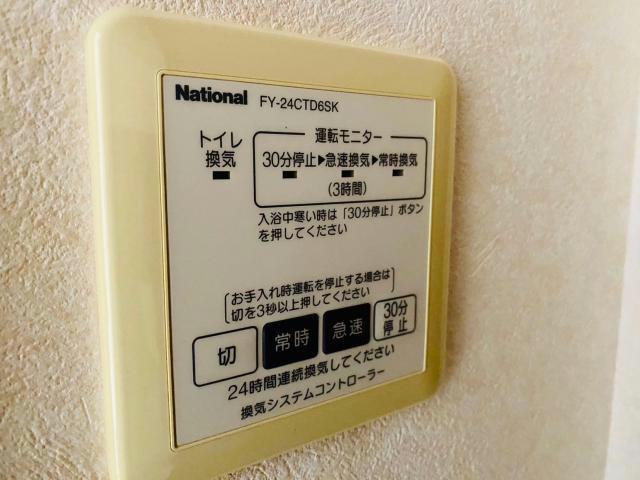 National FY-24CTD6SK
トイレ
換気
運転モニター
30分停止▶急速換気▶常時換気
(3時間)
入浴中寒い時は「30分停止」ボタン
を押してください
お手入れ時運転を停止する場合は
切を3秒以上押してください
切 常時 急速 30分
停止
24時間連続換気してください
換気システムコントローラー